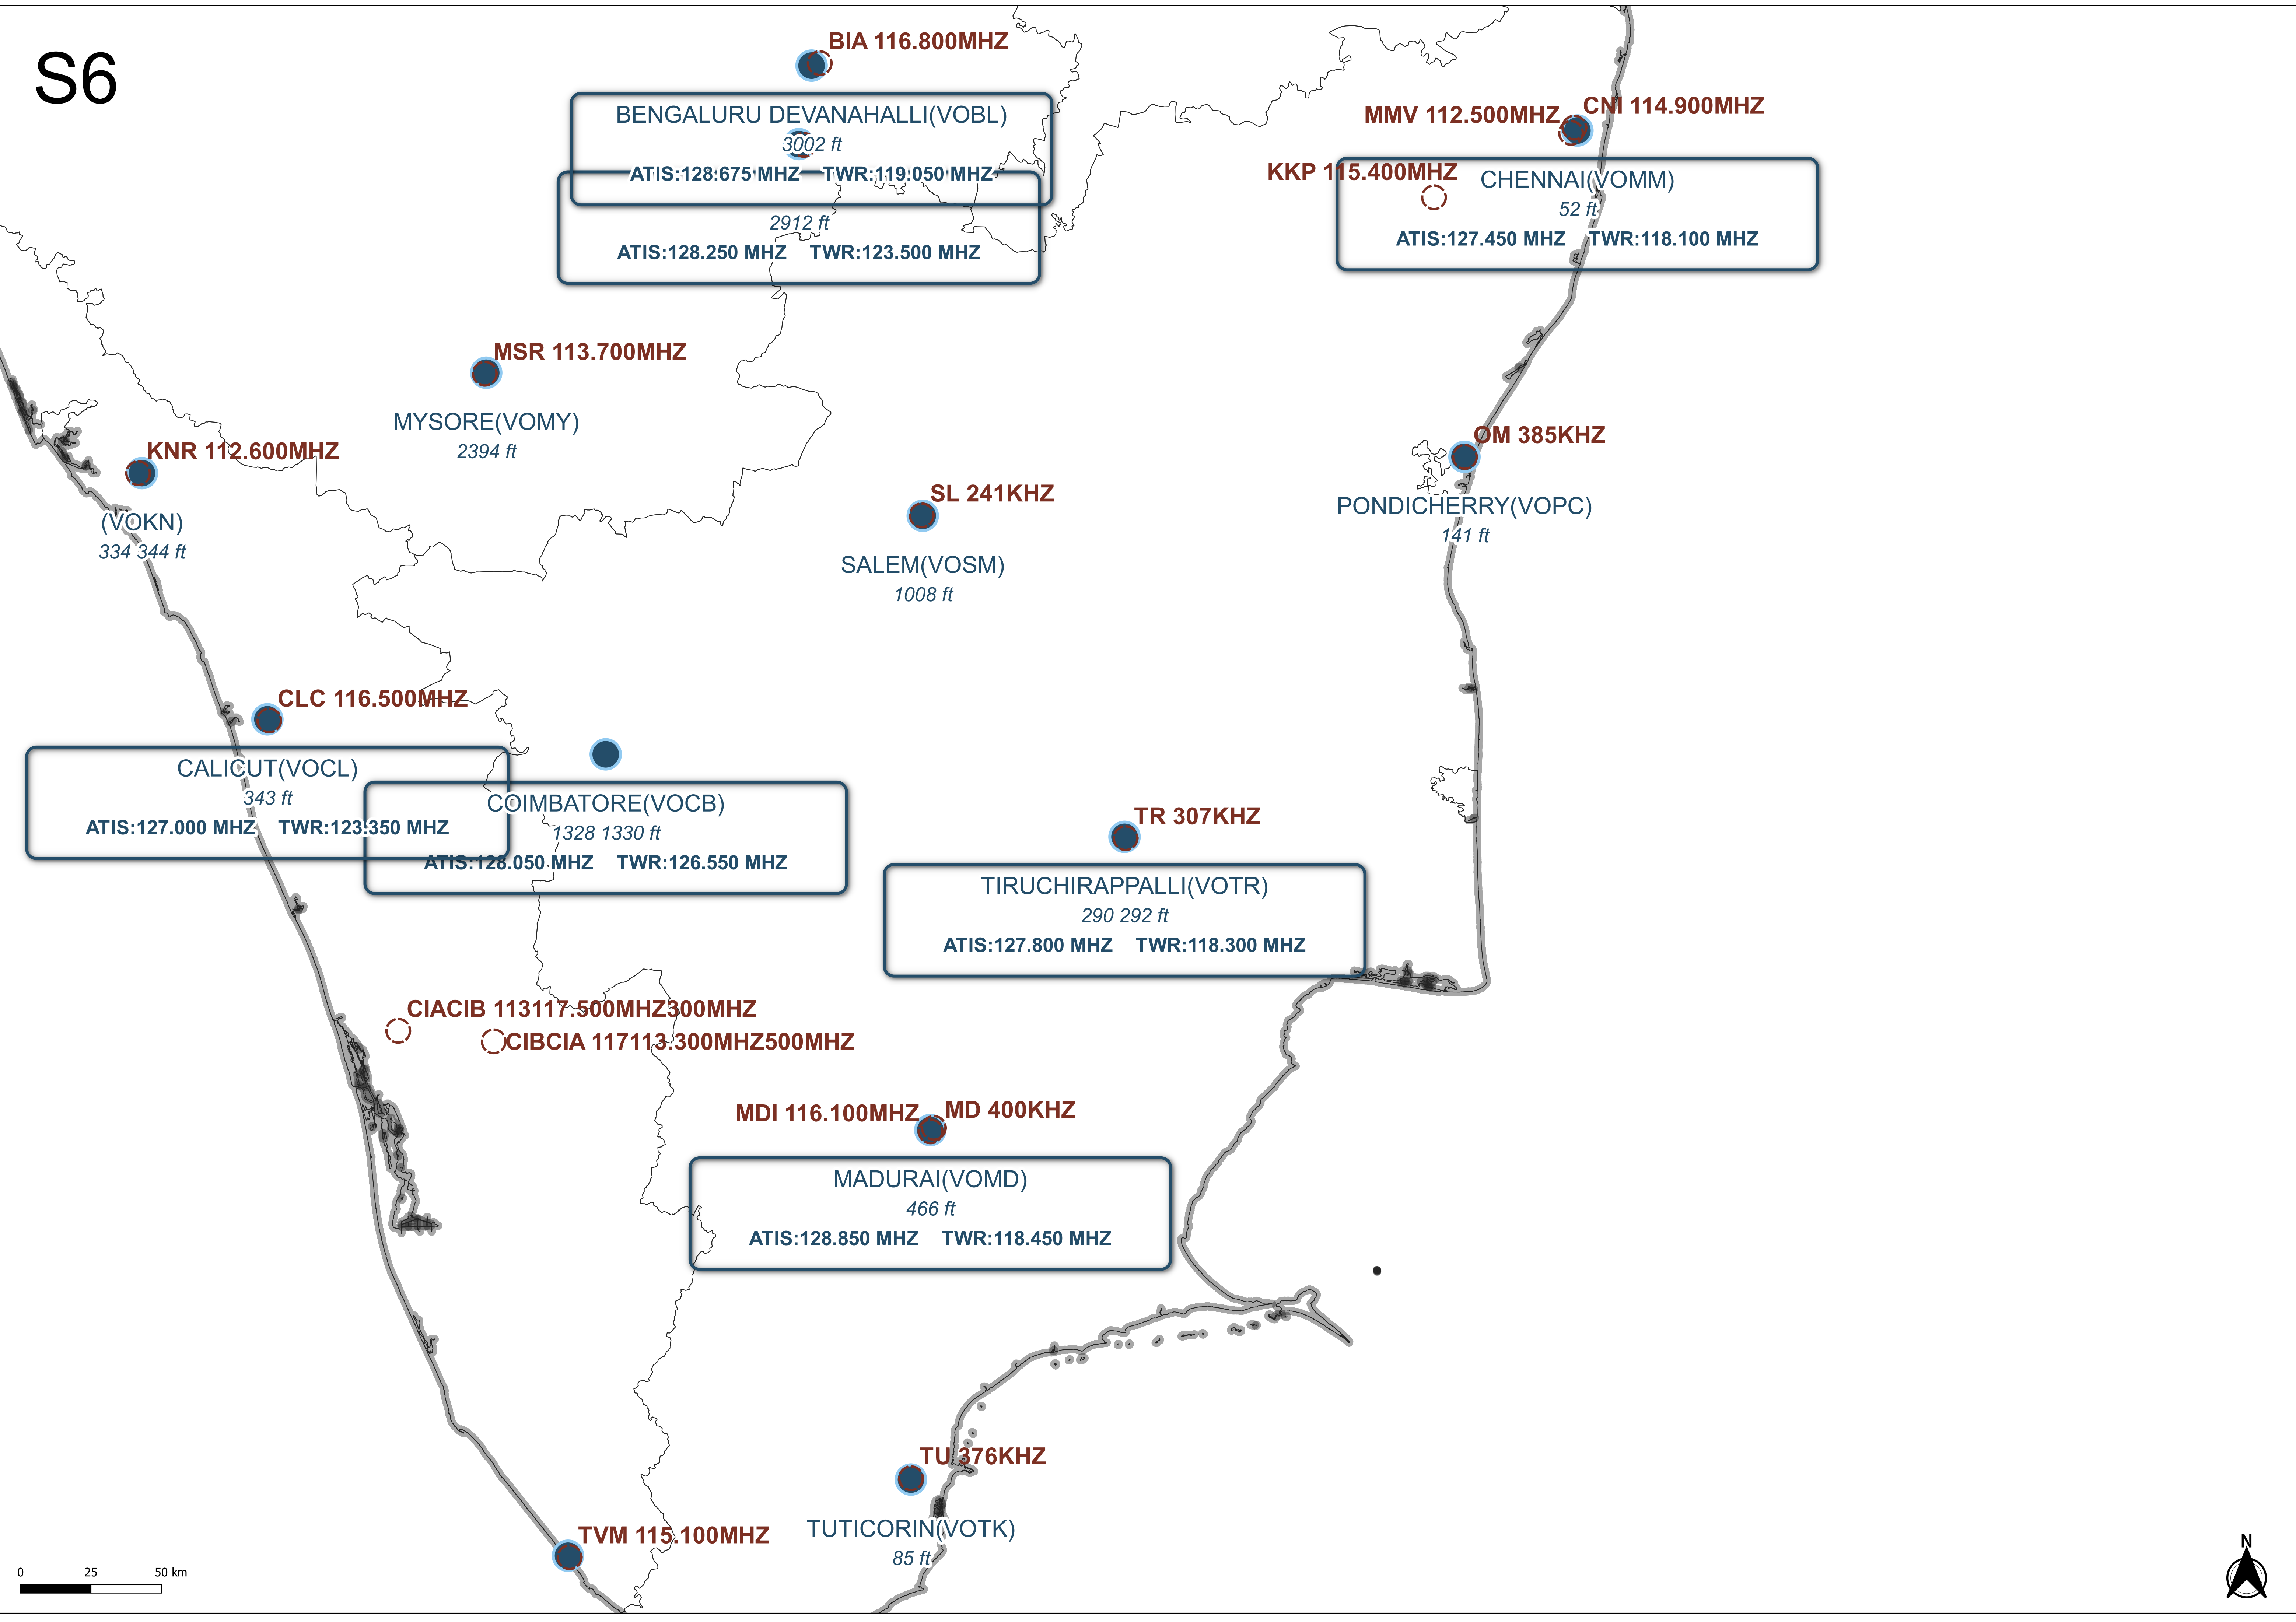 S6
BIA 116.800MHZ
BENGALURU DEVANAHALLI(VOBL)
3002 ft
ATIS:128.675 MHZ TWR:119.050 MHZ
2912 ft
ATIS:128.250 MHZ TWR:123.500 MHZ
MMV 112.500MHZ
CNI 114.900MHZ
KKP 115.400MHZ
CHENNAI(VOMM)
52 ft
ATIS:127.450 MHZ TWR:118.100 MHZ
MSR 113.700MHZ
MYSORE(VOMY)
2394 ft
KNR 112.600MHZ
(VOKN)
334 344 ft
OM 385KHZ
PONDICHERRY(VOPC)
141 ft
SL 241KHZ
SALEM(VOSM)
1008 ft
CLC 116.500MHZ
CALICUT(VOCL)
343 ft
ATIS:127.000 MHZ TWR:123.350 MHZ
COIMBATORE(VOCB)
1328 1330 ft
ATIS:128.050 MHZ TWR:126.550 MHZ
TR 307KHZ
TIRUCHIRAPPALLI(VOTR)
290 292 ft
ATIS:127.800 MHZ TWR:118.300 MHZ
CIACIB 113117.500MHZ300MHZ
CIBCIA 117113.300MHZ500MHZ
MDI 116.100MHZ
MD 400KHZ
MADURAI(VOMD)
466 ft
ATIS:128.850 MHZ TWR:118.450 MHZ
TU 376KHZ
TUTICORIN(VOTK)
85 ft
TVM 115.100MHZ
0 25 50 km
N